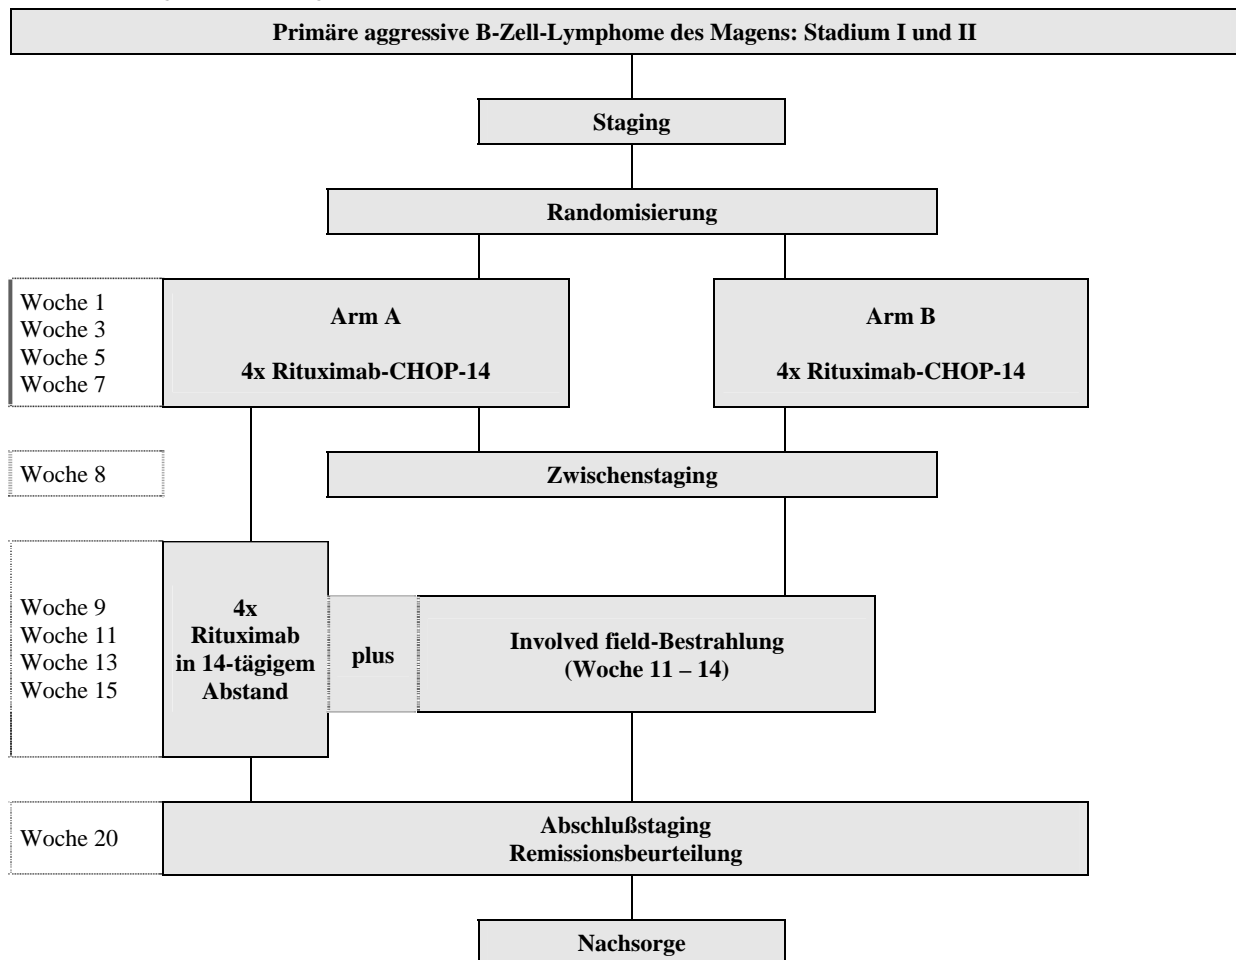 Primäre aggressive B-Zell-Lymphome des Magens: Stadium I und II
Staging
Randomisierung
Woche 1
Woche 3
Woche 5
Woche 7
Arm A
4x Rituximab-CHOP-14
Arm B
4x Rituximab-CHOP-14
Woche 8
Zwischenstaging
Woche 9
Woche 11
Woche 13
Woche 15
4x
Rituximab
in 14-tägigem
Abstand
plus
Involved field-Bestrahlung
(Woche 11 – 14)
Woche 20
Abschlußstaging
Remissionsbeurteilung
Nachsorge